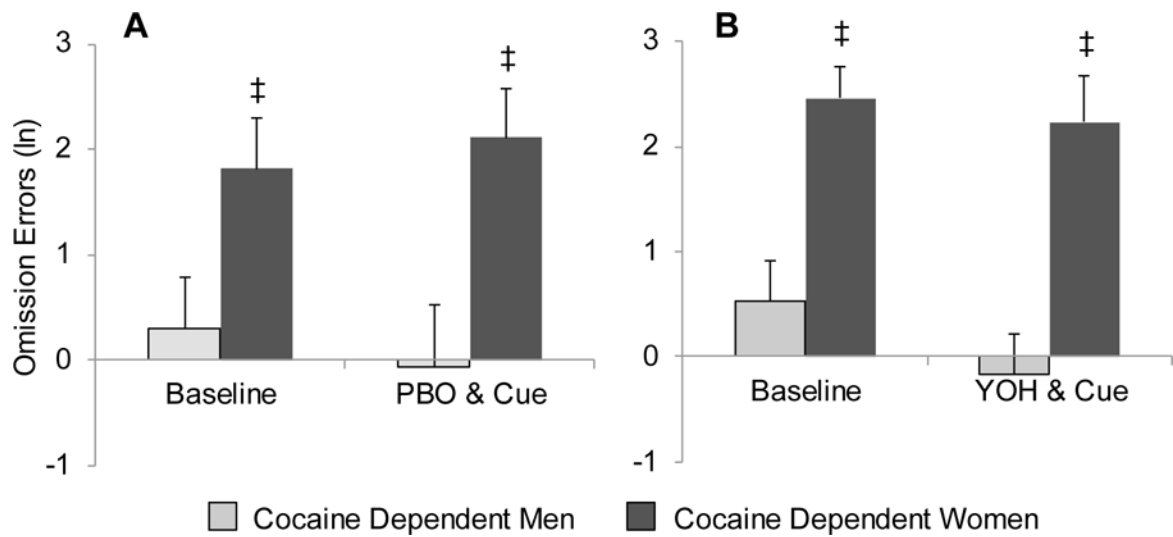 A
Omission Errors (ln)
3
2
1
0
-1
‡
‡
Baseline
PBO & Cue
B
3
2
1
0
-1
‡
‡
Baseline
YOH & Cue
Cocaine Dependent Men
Cocaine Dependent Women